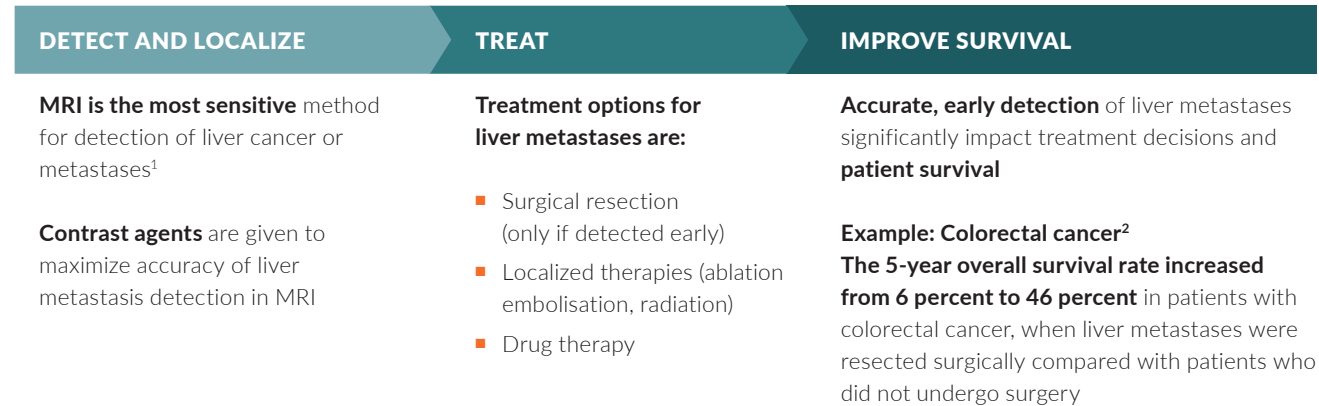 DETECT AND LOCALIZE
MRI is the most sensitive method
for detection of liver cancer or
metastases¹
Contrast agents are given to
maximize accuracy of liver
metastasis detection in MRI
TREAT
Treatment options for
liver metastases are:
Surgical resection
(only if detected early)
Localized therapies (ablation
embolisation, radiation)
Drug therapy
IMPROVE SURVIVAL
Accurate, early detection of liver metastases
significantly impact treatment decisions and
patient survival
Example: Colorectal cancer²
The 5-year overall survival rate increased
from 6 percent to 46 percent in patients with
colorectal cancer, when liver metastases were
resected surgically compared with patients who
did not undergo surgery